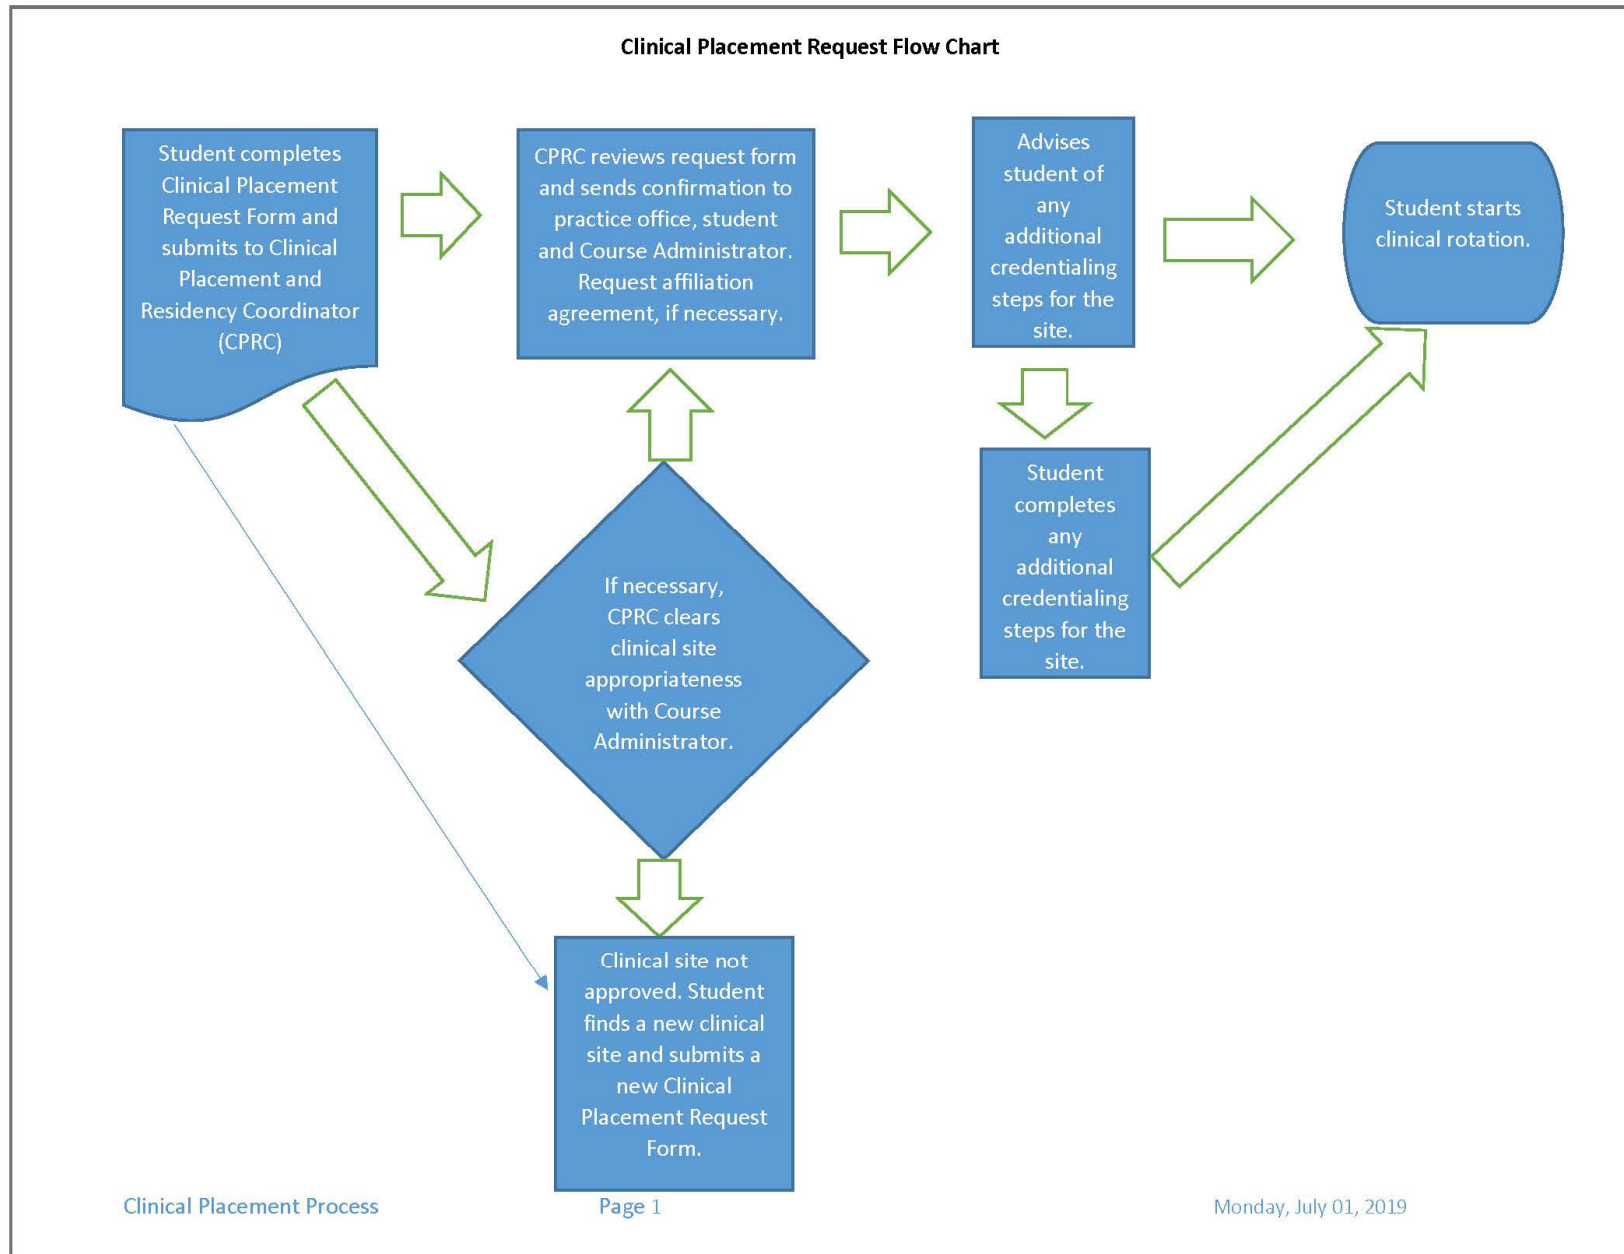 Clinical Placement Request Flow Chart
Student completes
Clinical Placement
Request Form and
submits to Clinical
Placement and
Residency Coordinator
(CPRC)
CPRC reviews request form
and sends confirmation to
practice office, student
and Course Administrator.
Request affiliation
agreement, if necessary.
Advises
student of
any
additional
credentialing
steps for the
site.
Student starts
clinical rotation.
If necessary,
CPRC clears
clinical site
appropriateness
with Course
Administrator.
Student
completes
any
additional
credentialing
steps for the
site.
Clinical site not
approved. Student
finds a new clinical
site and submits a
new Clinical
Placement Request
Form.
Clinical Placement Process
Page 1
Monday, July 01, 2019